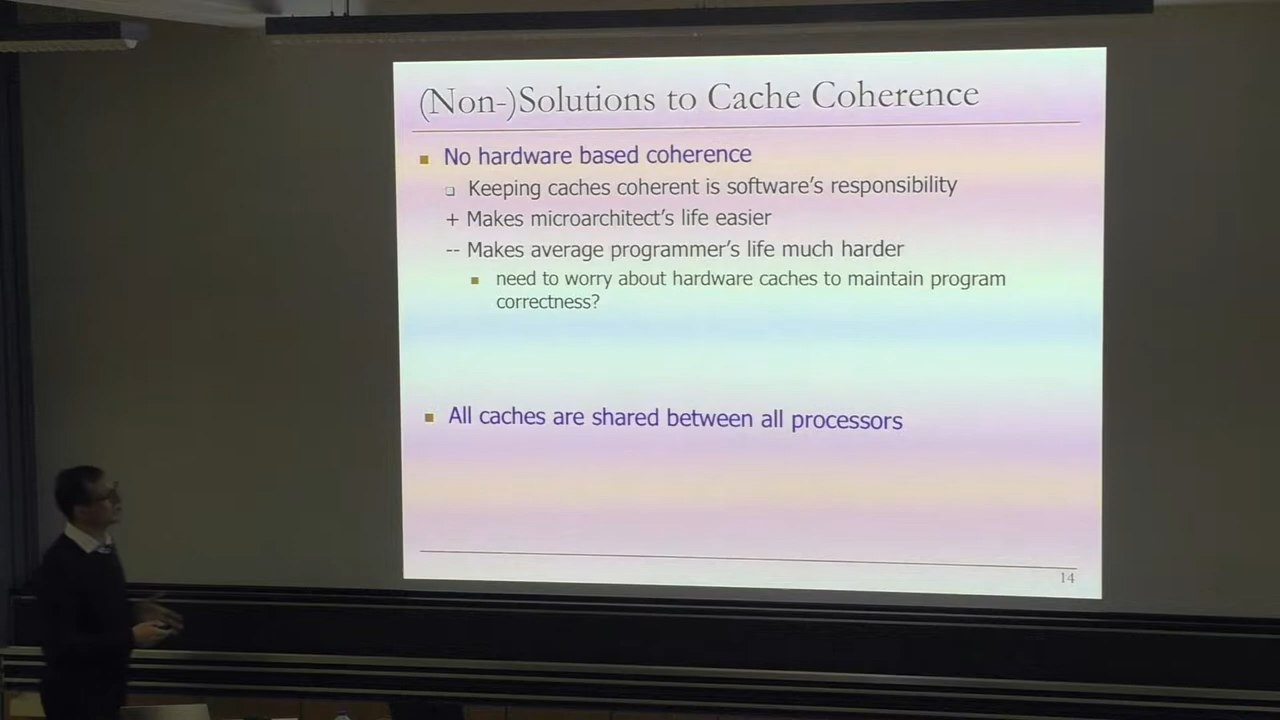 (Non-)Solutions to Cache Coherence
■ No hardware based coherence
❑ Keeping caches coherent is software's responsibility
+ Makes microarchitect's life easier
-- Makes average programmer's life much harder
■ need to worry about hardware caches to maintain program
correctness?
■ All caches are shared between all processors
14